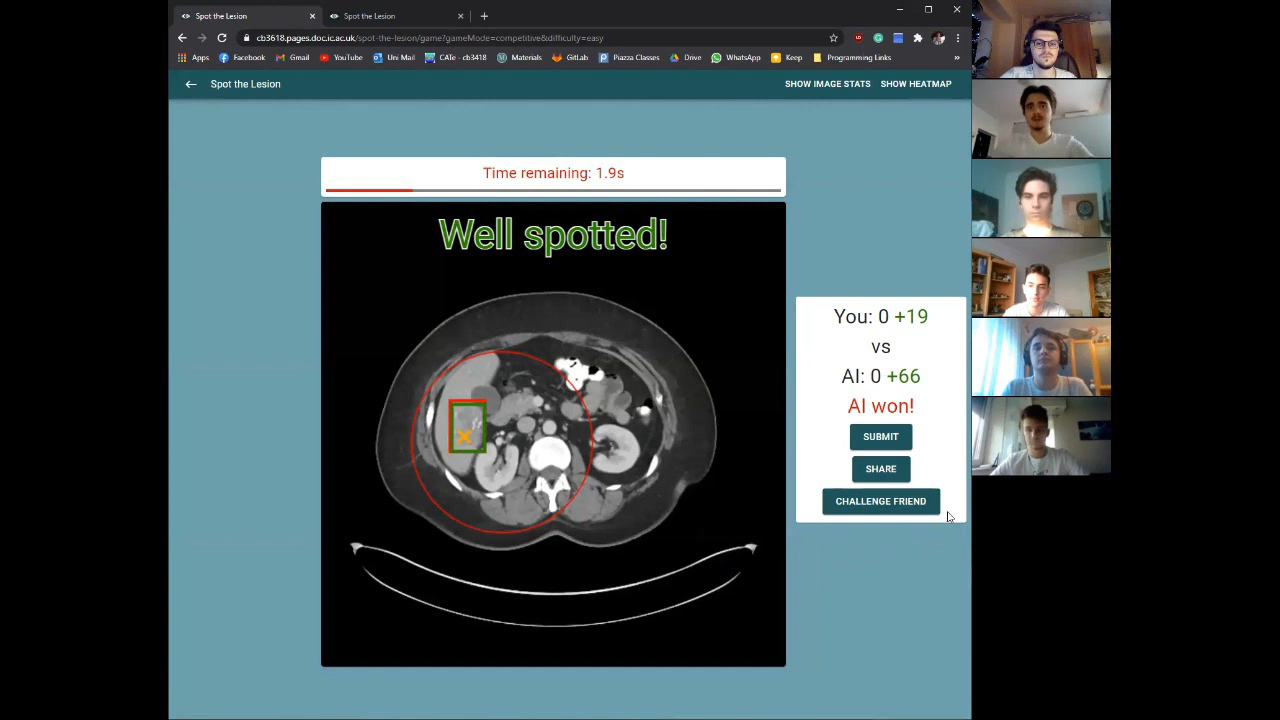 Spot the Lesion
Spot the Lesion
cb3618.pages.doc.ic.ac.uk/spot-the-lesion/game?gameMode=competitive&difficulty=easy
Apps Facebook Gmail YouTube Uni Mail CATe - cb3418 Materials GitLab Piazza Classes Drive WhatsApp Keep Programming Links
Spot the Lesion SHOW IMAGE STATS SHOW HEATMAP
Time remaining: 1.9s
Well spotted!
You: 0 +19
vs
AI: 0 +66
AI won!
SUBMIT
SHARE
CHALLENGE FRIEND